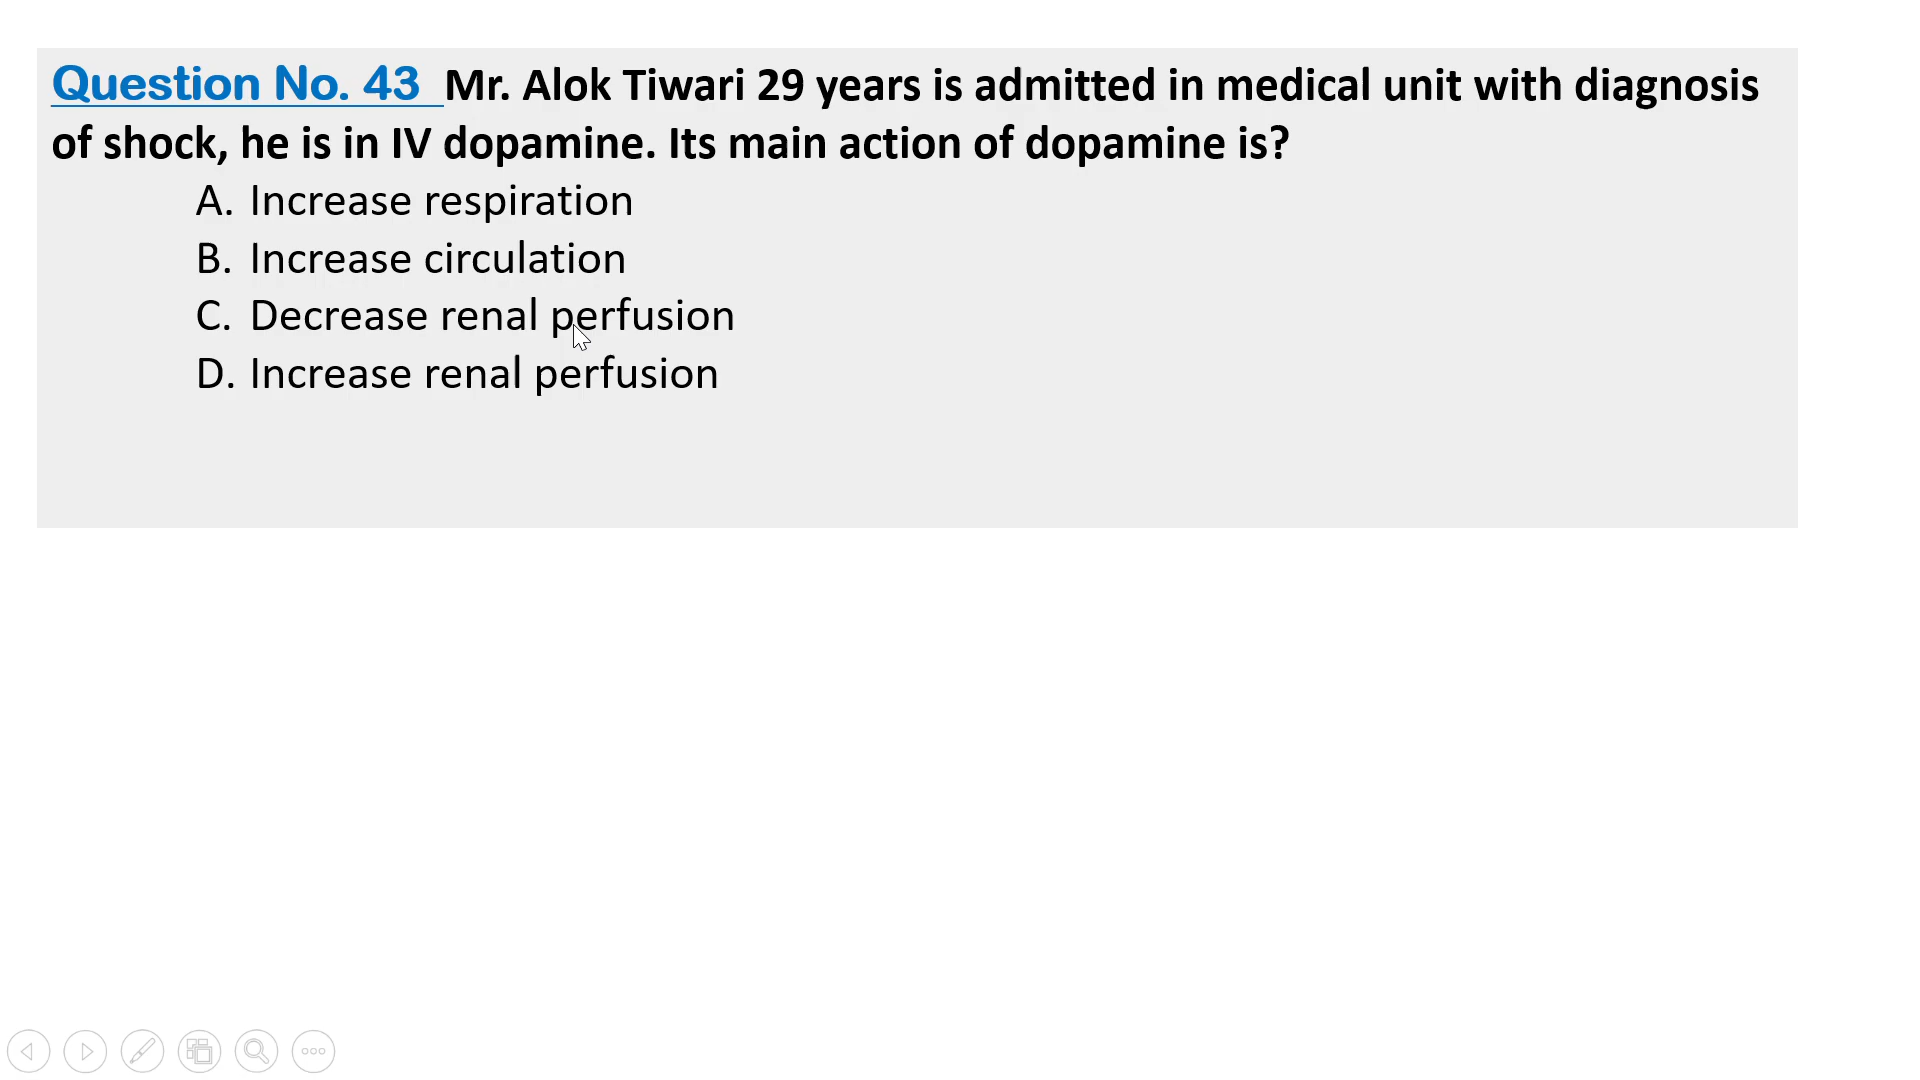 Question No. 43 Mr. Alok Tiwari 29 years is admitted in medical unit with diagnosis
of shock, he is in IV dopamine. Its main action of dopamine is?
A. Increase respiration
B. Increase circulation
C. Decrease renal perfusion
D. Increase renal perfusion